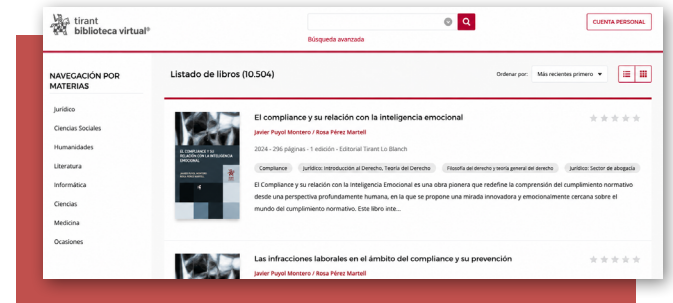 tirant
biblioteca virtual®
Búsqueda avanzada
CUENTA PERSONAL
NAVEGACIÓN POR
MATERIAS
Jurídico
Ciencias Sociales
Humanidades
Literatura
Informática
Ciencias
Medicina
Ocasiones
Listado de libros (10.504)
Ordenar por: Más recientes primero
El compliance y su relación con la inteligencia emocional
Javier Puyol Montero / Rosa Pérez Martell
2024 - 296 páginas - 1 edición - Editorial Tirant Lo Blanch
Compliance Jurídico: Introducción al Derecho, Teoría del Derecho Filosofía del derecho y teoría general del derecho Jurídico: Sector de abogacía
El Compliance y su relación con la Inteligencia Emocional es una obra pionera que redefine la comprensión del cumplimiento normativo
desde una perspectiva profundamente humana, en la que se propone una mirada innovadora y emocionalmente cercana sobre el
mundo del cumplimiento normativo. Este libro inte...
EL COMPLIANCE Y SU
RELACIÓN CON LA INTELIGENCIA
EMOCIONAL
Las infracciones laborales en el ámbito del compliance y su prevención
Javier Puyol Montero / Rosa Pérez Martell